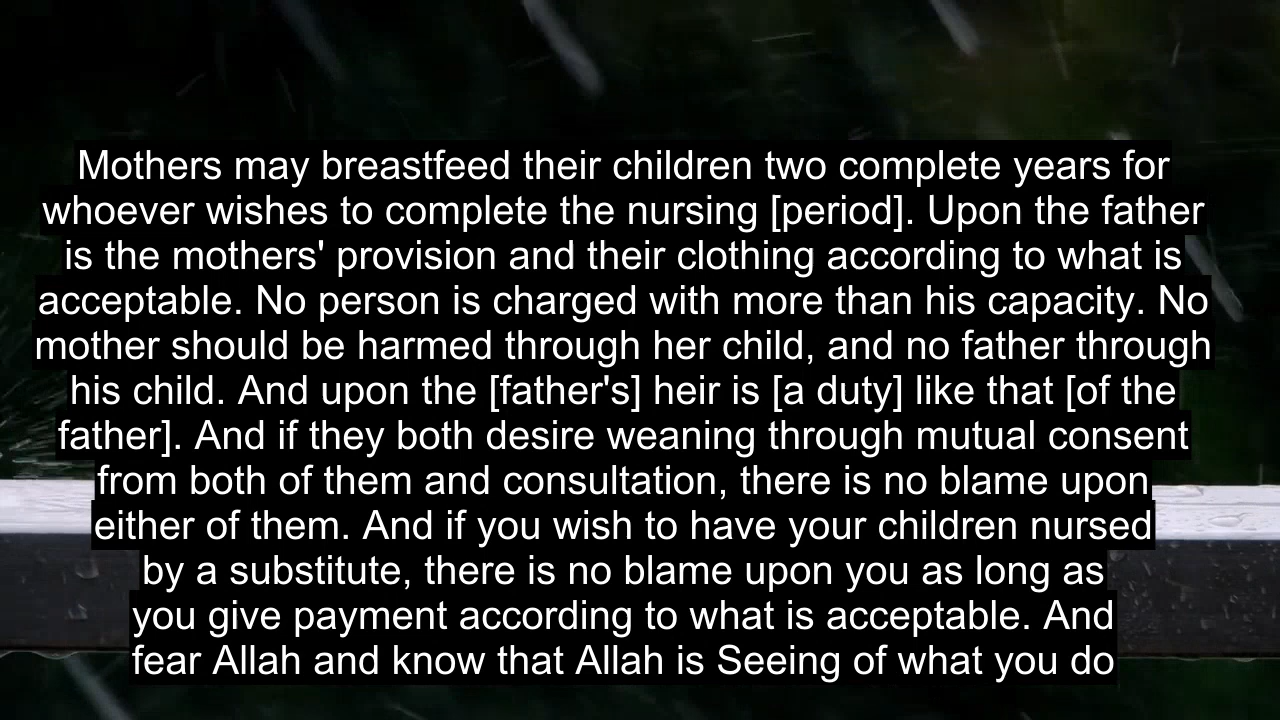 Mothers may breastfeed their children two complete years for
whoever wishes to complete the nursing [period]. Upon the father
is the mothers' provision and their clothing according to what is
acceptable. No person is charged with more than his capacity. No
mother should be harmed through her child, and no father through
his child. And upon the [father's] heir is [a duty] like that [of the
father]. And if they both desire weaning through mutual consent
from both of them and consultation, there is no blame upon
either of them. And if you wish to have your children nursed
by a substitute, there is no blame upon you as long as
you give payment according to what is acceptable. And
fear Allah and know that Allah is Seeing of what you do